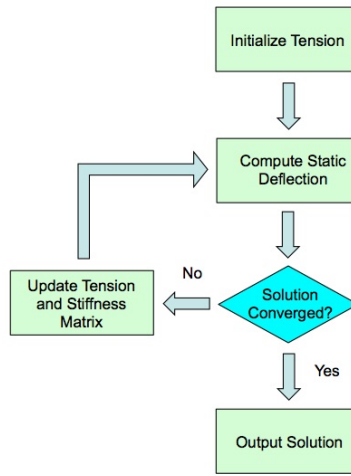 Initialize Tension
Compute Static
Deflection
No
Update Tension
and Stiffness
Matrix
Solution
Converged?
Yes
Output Solution